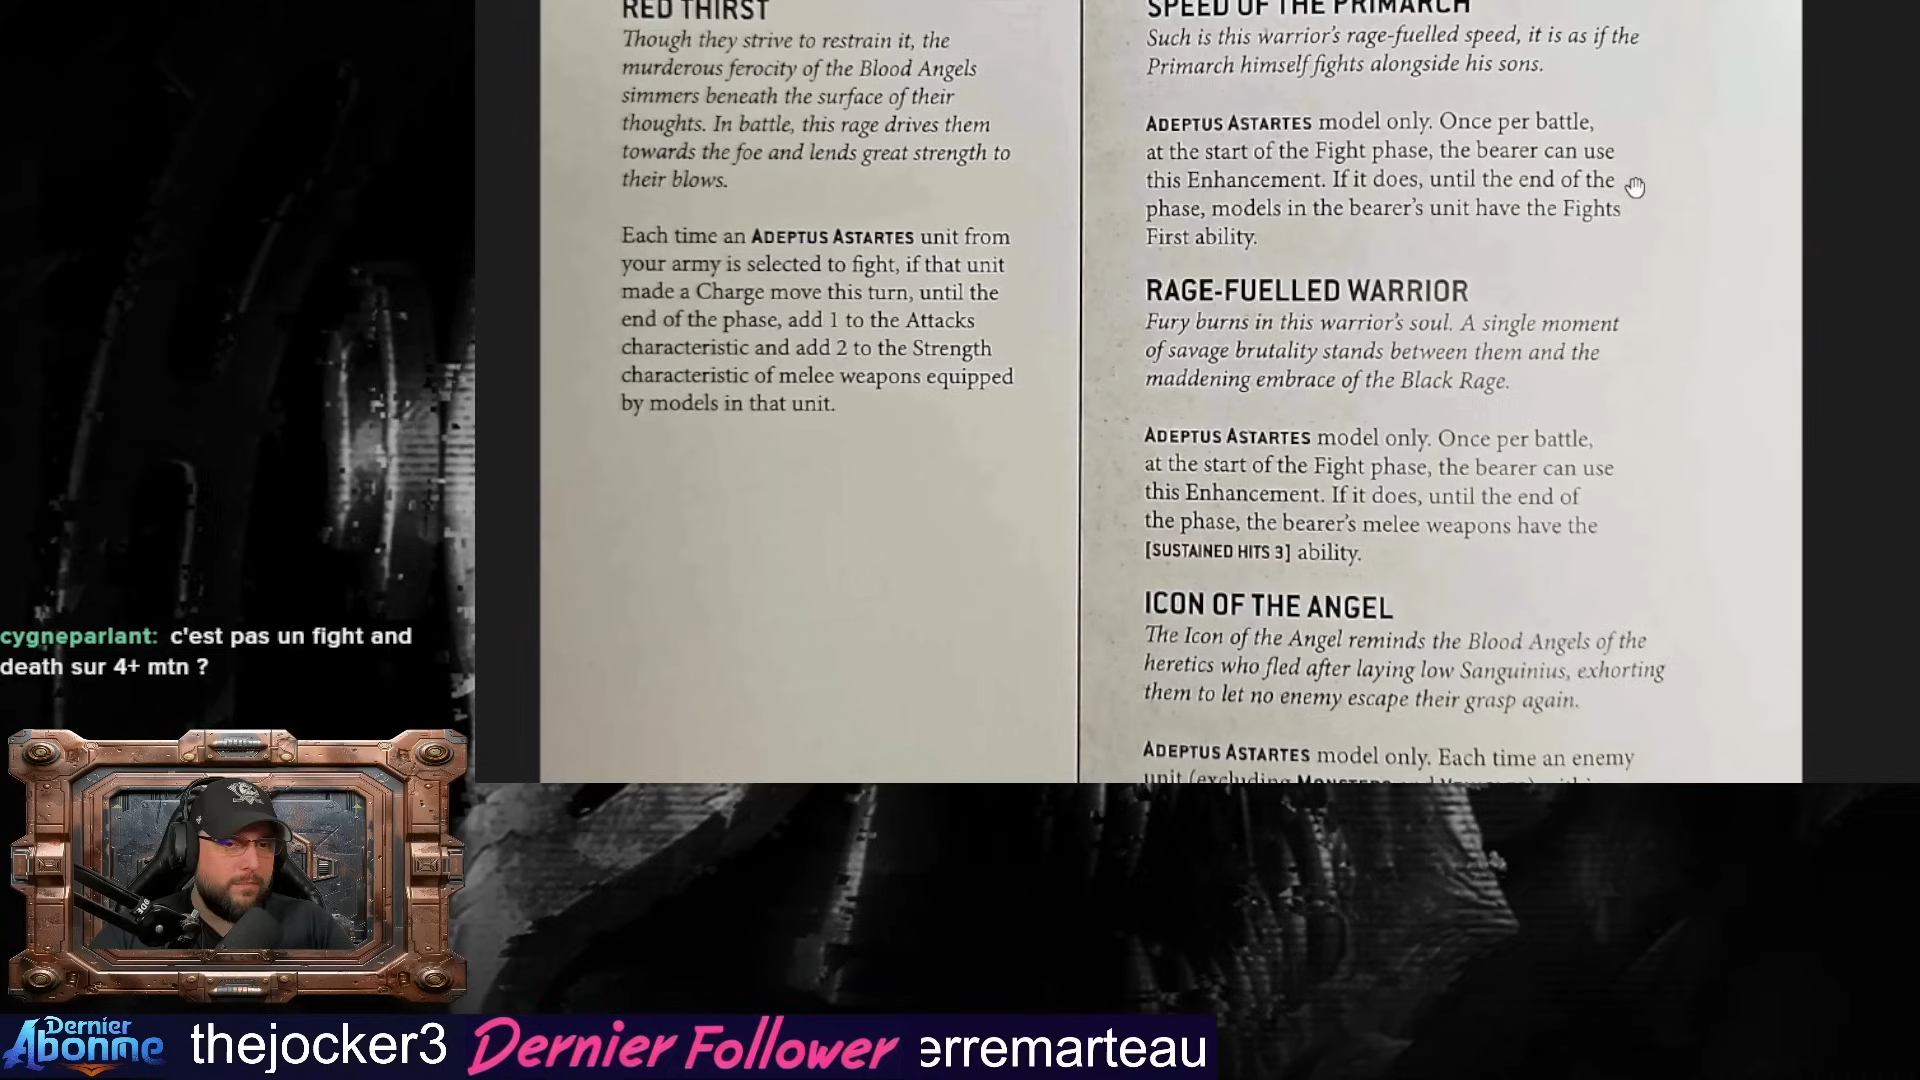 RED THIRST
Though they strive to restrain it, the
murderous ferocity of the Blood Angels
simmers beneath the surface of their
thoughts. In battle, this rage drives them
towards the foe and lends great strength to
their blows.
Each time an ADEPTUS ASTARTES unit from
your army is selected to fight, if that unit
made a Charge move this turn, until the
end of the phase, add 1 to the Attacks
characteristic and add 2 to the Strength
characteristic of melee weapons equipped
by models in that unit.
SPEED OF THE PRIMARCH
Such is this warrior's rage-fuelled speed, it is as if the
Primarch himself fights alongside his sons.
ADEPTUS ASTARTES model only. Once per battle,
at the start of the Fight phase, the bearer can use
this Enhancement. If it does, until the end of the
phase, models in the bearer's unit have the Fights
First ability.
RAGE-FUELLED WARRIOR
Fury burns in this warrior's soul. A single moment
of savage brutality stands between them and the
maddening embrace of the Black Rage.
ADEPTUS ASTARTES model only. Once per battle,
at the start of the Fight phase, the bearer can use
this Enhancement. If it does, until the end of
the phase, the bearer's melee weapons have the
[SUSTAINED HITS 3] ability.
ICON OF THE ANGEL
The Icon of the Angel reminds the Blood Angels of the
heretics who fled after laying low Sanguinius, exhorting
them to let no enemy escape their grasp again.
ADEPTUS ASTARTES model only. Each time an enemy
unit (excluding
cygneparlant: c'est pas un fight and
death sur 4+ mtn ?
Dernier
Abonné
thejocker3
Dernier Follower
erremarteau